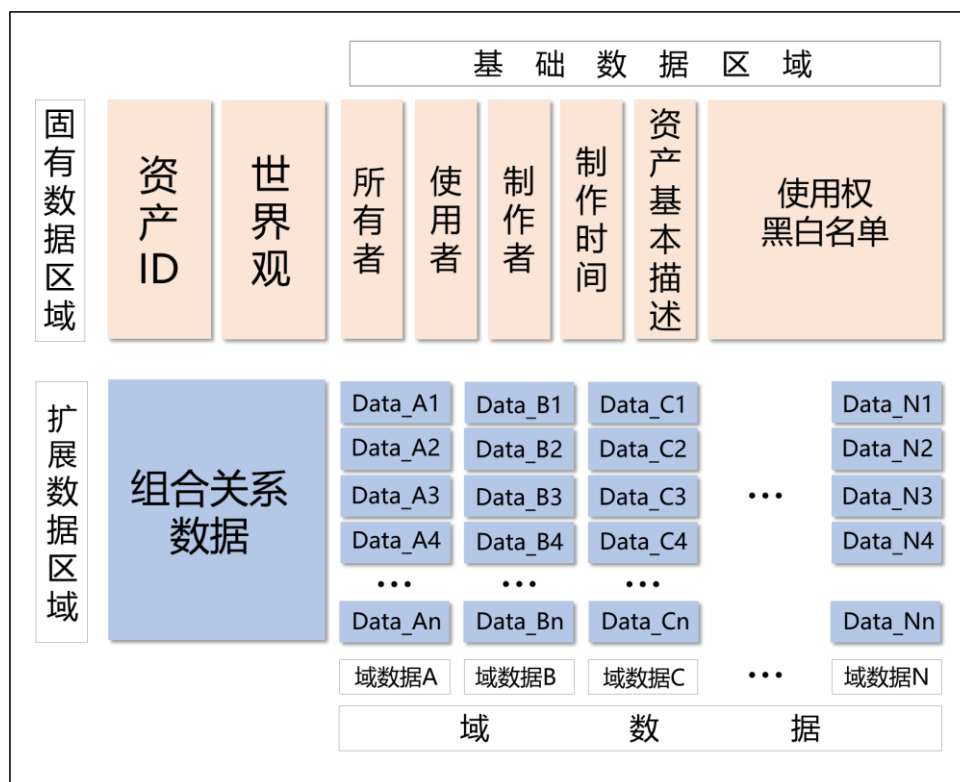 基础数据区域
固有数据区域
资产ID
世界观
所有者
使用者
制作者
制作时间
资产基本描述
使用权
黑白名单
扩展数据区域
组合关系
数据
Data_A1
Data_B1
Data_C1
Data_N1
Data_A2
Data_B2
Data_C2
Data_N2
Data_A3
Data_B3
Data_C3
...
Data_N3
Data_A4
Data_B4
Data_C4
Data_N4
...
...
...
Data_An
Data_Bn
Data_Cn
Data_Nn
域数据A
域数据B
域数据C
...
域数据N
域数据